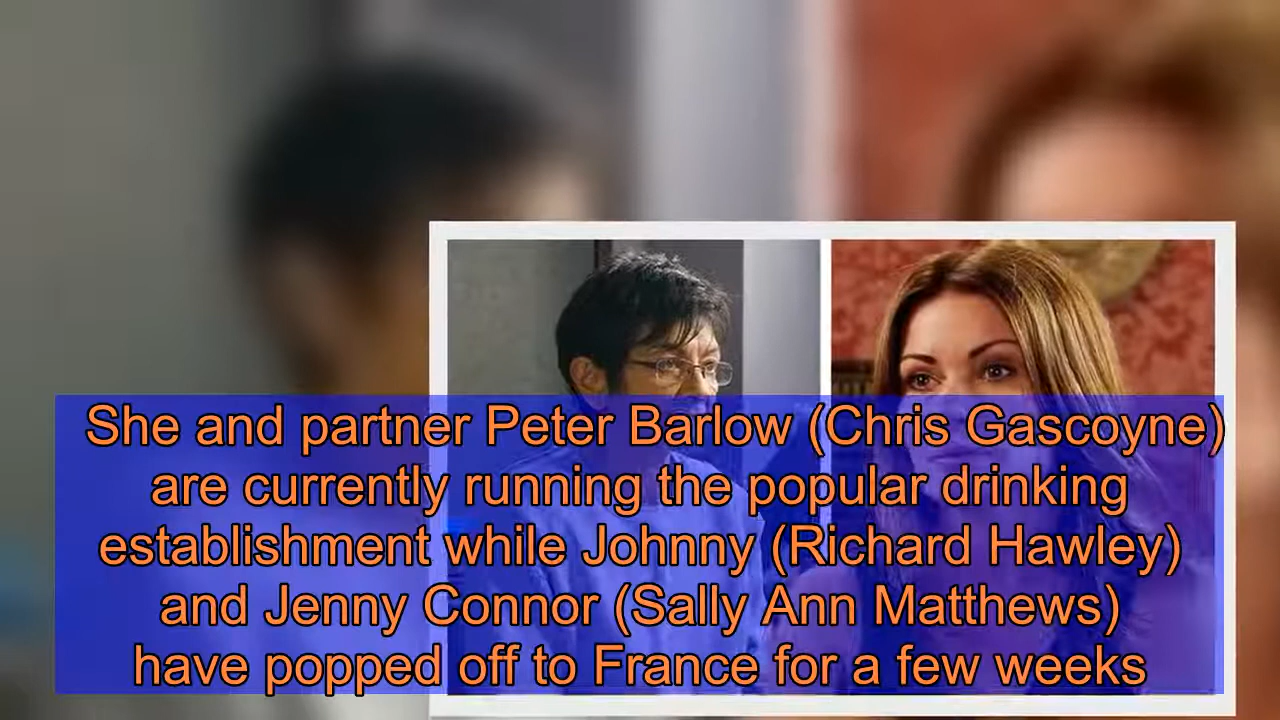 She and partner Peter Barlow (Chris Gascoyne)
are currently running the popular drinking
establishment while Johnny (Richard Hawley)
and Jenny Connor (Sally Ann Matthews)
have popped off to France for a few weeks